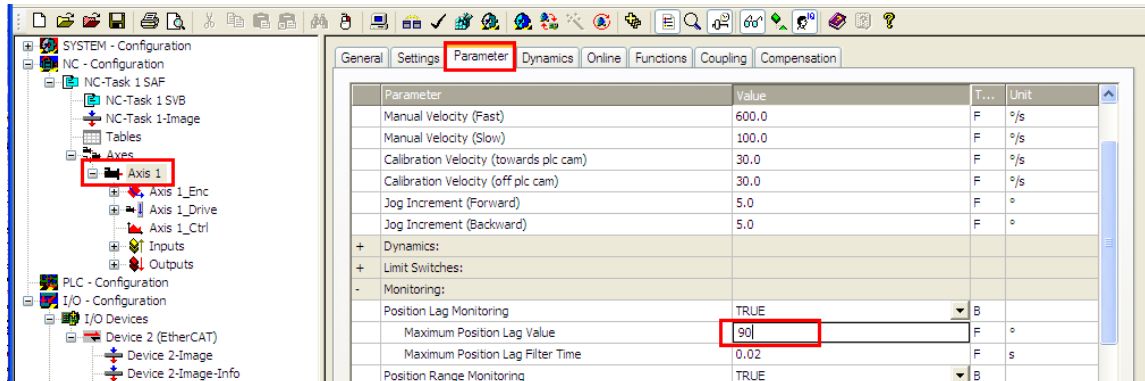 SYSTEM - Configuration
NC - Configuration
NC-Task 1 SAF
NC-Task 1 SVB
NC-Task 1-Image
Tables
Axes
Axis 1
Axis 1_Enc
Axis 1_Drive
Axis 1_Ctrl
Inputs
Outputs
PLC - Configuration
I/O - Configuration
I/O Devices
Device 2 (EtherCAT)
Device 2-Image
Device 2-Image-Info
General Settings Parameter Dynamics Online Functions Coupling Compensation
Parameter Value T... Unit
Manual Velocity (Fast) 600.0 F °/s
Manual Velocity (Slow) 100.0 F °/s
Calibration Velocity (towards plc cam) 30.0 F °/s
Calibration Velocity (off plc cam) 30.0 F °/s
Jog Increment (Forward) 5.0 F °
Jog Increment (Backward) 5.0 F °
+ Dynamics:
+ Limit Switches:
- Monitoring:
Position Lag Monitoring TRUE B
Maximum Position Lag Value 90 F °
Maximum Position Lag Filter Time 0.02 F s
Position Range Monitoring TRUE B